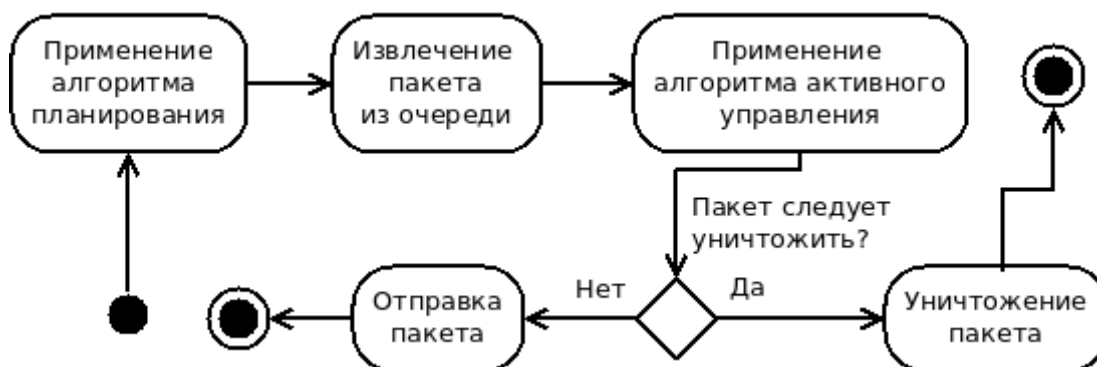 Применение
алгоритма
планирования
Извлечение
пакета
из очереди
Применение
алгоритма активного
управления
Пакет следует
уничтожить?
Нет
Да
Отправка
пакета
Уничтожение
пакета